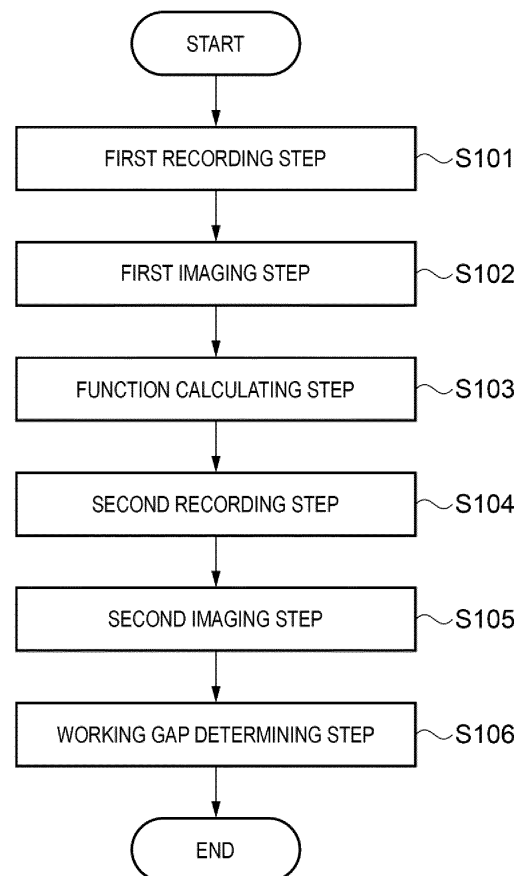 START
FIRST RECORDING STEP S101
FIRST IMAGING STEP S102
FUNCTION CALCULATING STEP S103
SECOND RECORDING STEP S104
SECOND IMAGING STEP S105
WORKING GAP DETERMINING STEP S106
END